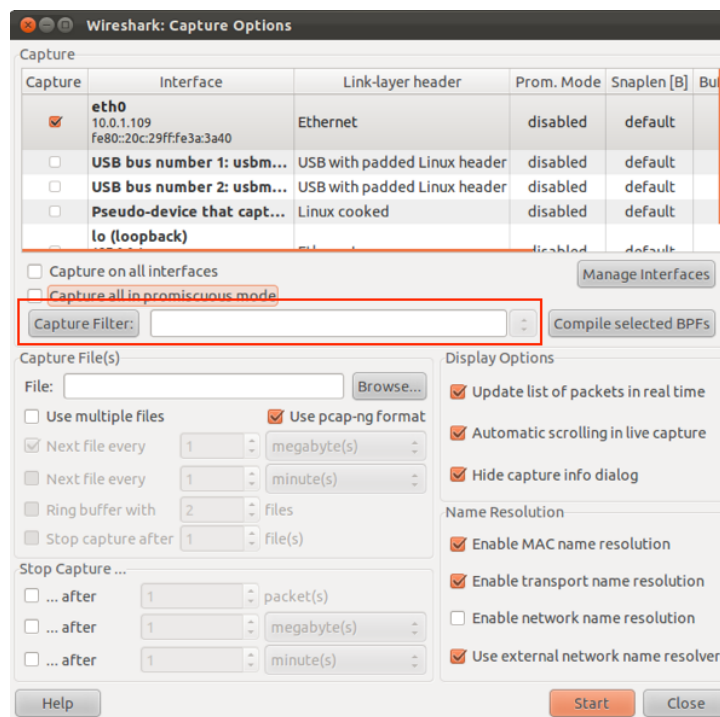 Wireshark: Capture Options
Capture
Capture Interface Link-layer header Prom. Mode Snaplen [B]
eth0
10.0.1.109 Ethernet disabled default
fe80::20c:29ff:fe3a:3a40
USB bus number 1: usbm... USB with padded Linux header disabled default
USB bus number 2: usbm... USB with padded Linux header disabled default
Pseudo-device that capt... Linux cooked disabled default
lo (loopback)
disabled default
Capture on all interfaces Manage Interfaces
Capture all in promiscuous mode
Capture Filter: Compile selected BPFs
Capture File(s)
File: Browse...
Use multiple files Use pcap-ng format
Next file every 1 megabyte(s)
Next file every 1 minute(s)
Ring buffer with 2 files
Stop capture after 1 file(s)
Stop Capture ...
... after 1 packet(s)
... after 1 megabyte(s)
... after 1 minute(s)
Display Options
Update list of packets in real time
Automatic scrolling in live capture
Hide capture info dialog
Name Resolution
Enable MAC name resolution
Enable transport name resolution
Enable network name resolution
Use external network name resolver
Help Start Close